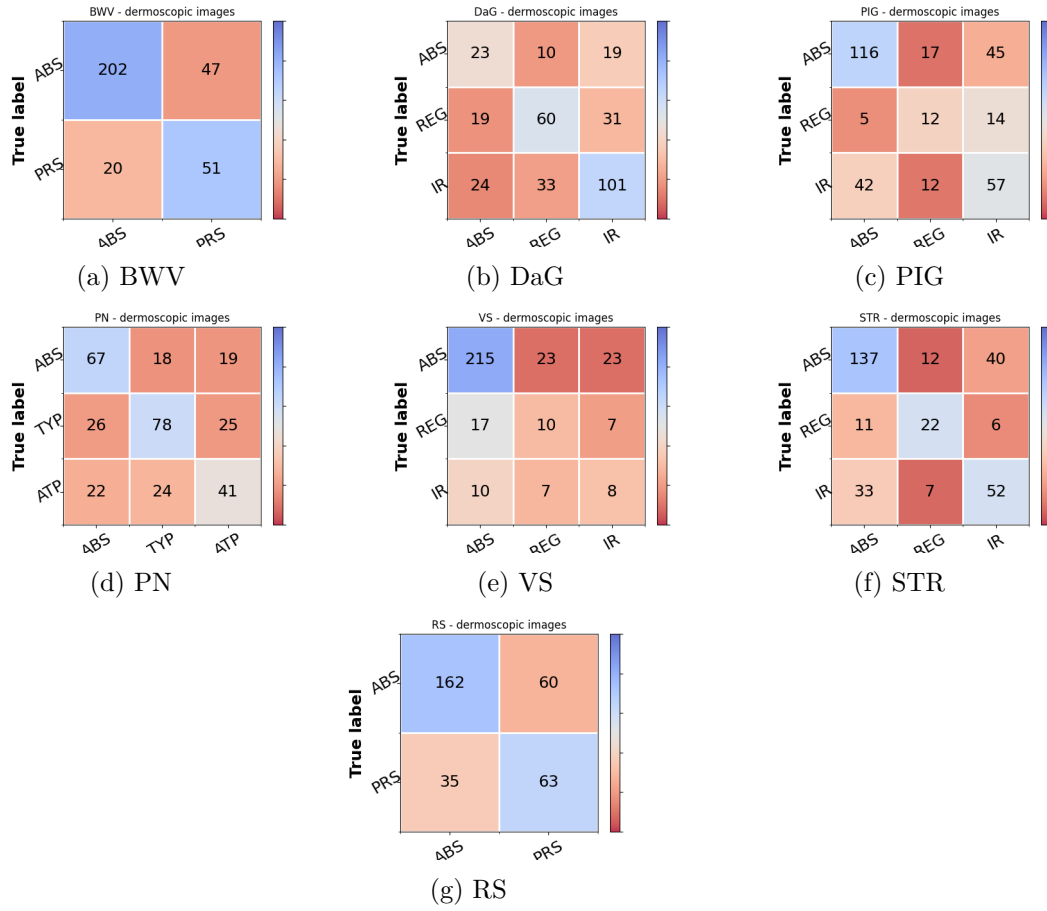 BWV - dermoscopic images
True label
ABS 202 47
PRS 20 51
ABS PRS
(a) BWV
DaG - dermoscopic images
True label
ABS 23 10 19
REG 19 60 31
IR 24 33 101
ABS REG IR
(b) DaG
PIG - dermoscopic images
True label
ABS 116 17 45
REG 5 12 14
IR 42 12 57
ABS REG IR
(c) PIG
PN - dermoscopic images
True label
ABS 67 18 19
TYP 26 78 25
ATP 22 24 41
ABS TYP ATP
(d) PN
VS - dermoscopic images
True label
ABS 215 23 23
REG 17 10 7
IR 10 7 8
ABS REG IR
(e) VS
STR - dermoscopic images
True label
ABS 137 12 40
REG 11 22 6
IR 33 7 52
ABS REG IR
(f) STR
RS - dermoscopic images
True label
ABS 162 60
PRS 35 63
ABS PRS
(g) RS